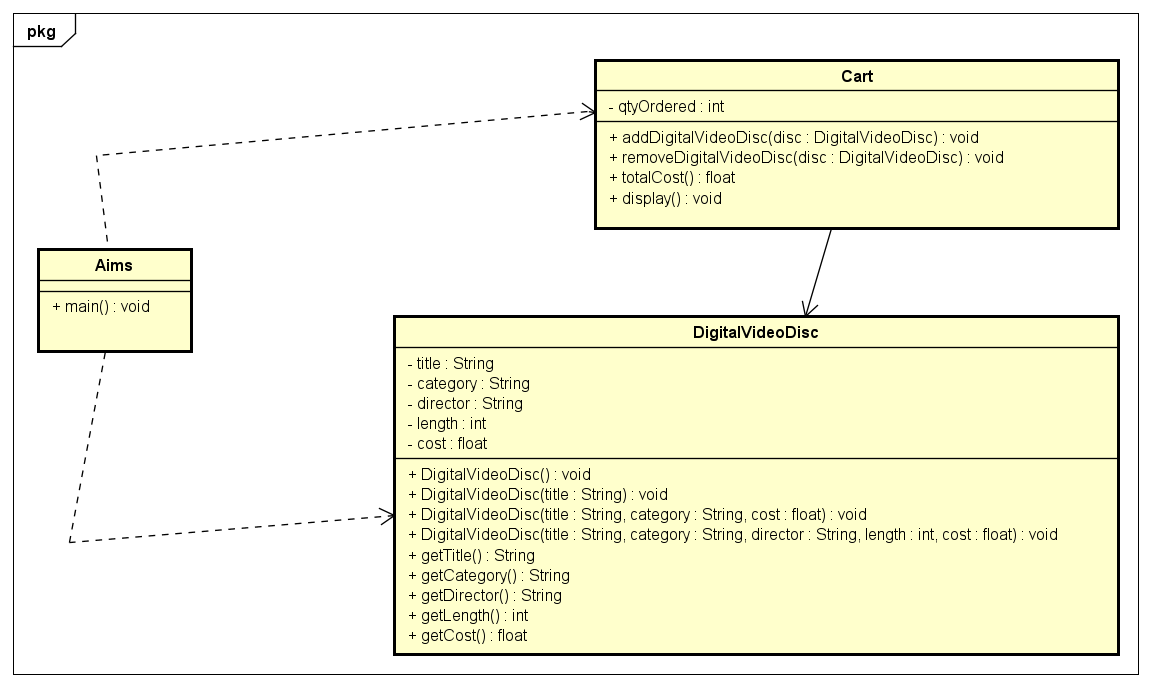 pkg
Cart
- qtyOrdered : int
+ addDigitalVideoDisc(disc : DigitalVideoDisc) : void
+ removeDigitalVideoDisc(disc : DigitalVideoDisc) : void
+ totalCost() : float
+ display() : void
Aims
+ main() : void
DigitalVideoDisc
- title : String
- category : String
- director : String
- length : int
- cost : float
+ DigitalVideoDisc() : void
+ DigitalVideoDisc(title : String) : void
+ DigitalVideoDisc(title : String, category : String, cost : float) : void
+ DigitalVideoDisc(title : String, category : String, director : String, length : int, cost : float) : void
+ getTitle() : String
+ getCategory() : String
+ getDirector() : String
+ getLength() : int
+ getCost() : float